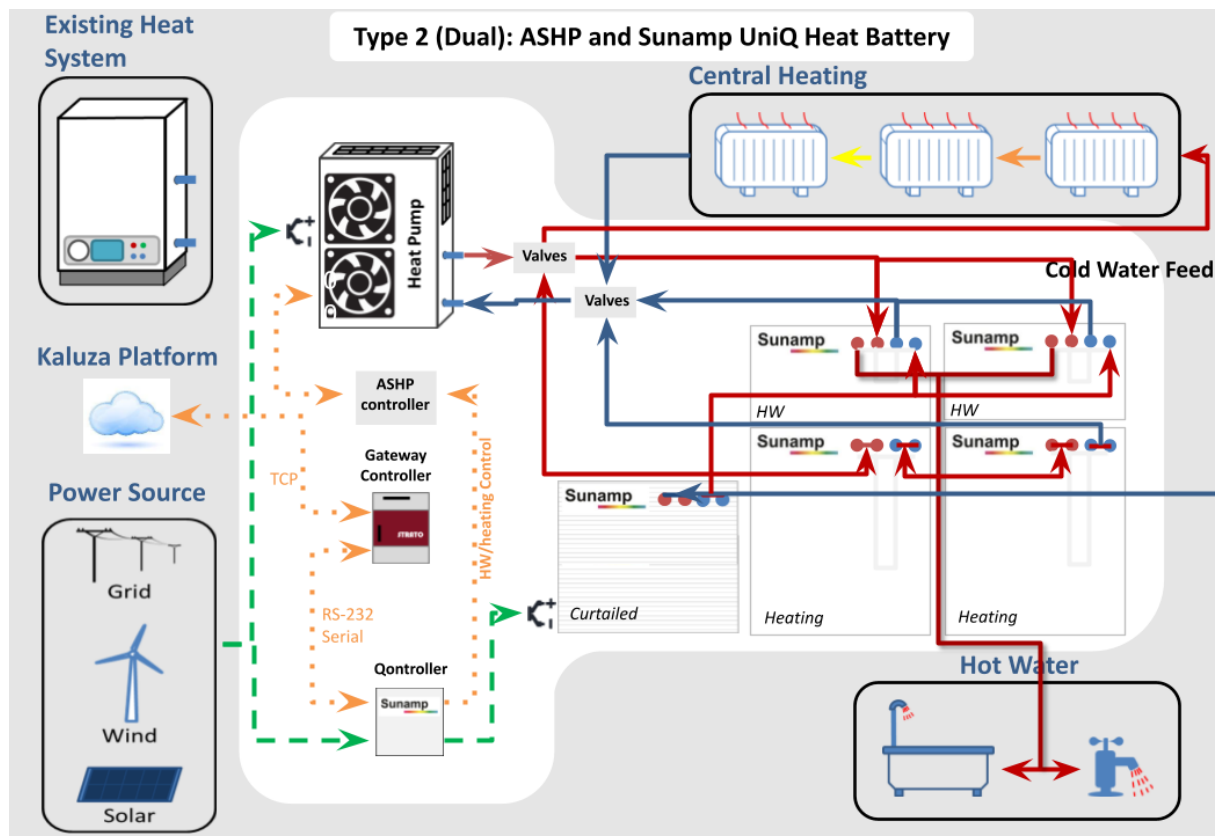 Existing Heat
System
Type 2 (Dual): ASHP and Sunamp UniQ Heat Battery
Central Heating
Heat Pump
Valves
Valves
Cold Water Feed
Kaluza Platform
ASHP
controller
Sunamp
HW
Sunamp
HW
TCP
Gateway
Controller
STRATO
HW/heating Control
Sunamp
Heating
Sunamp
Heating
Sunamp
Curtailed
Power Source
Grid
Wind
Solar
RS-232
Serial
Qontroller
Sunamp
Hot Water